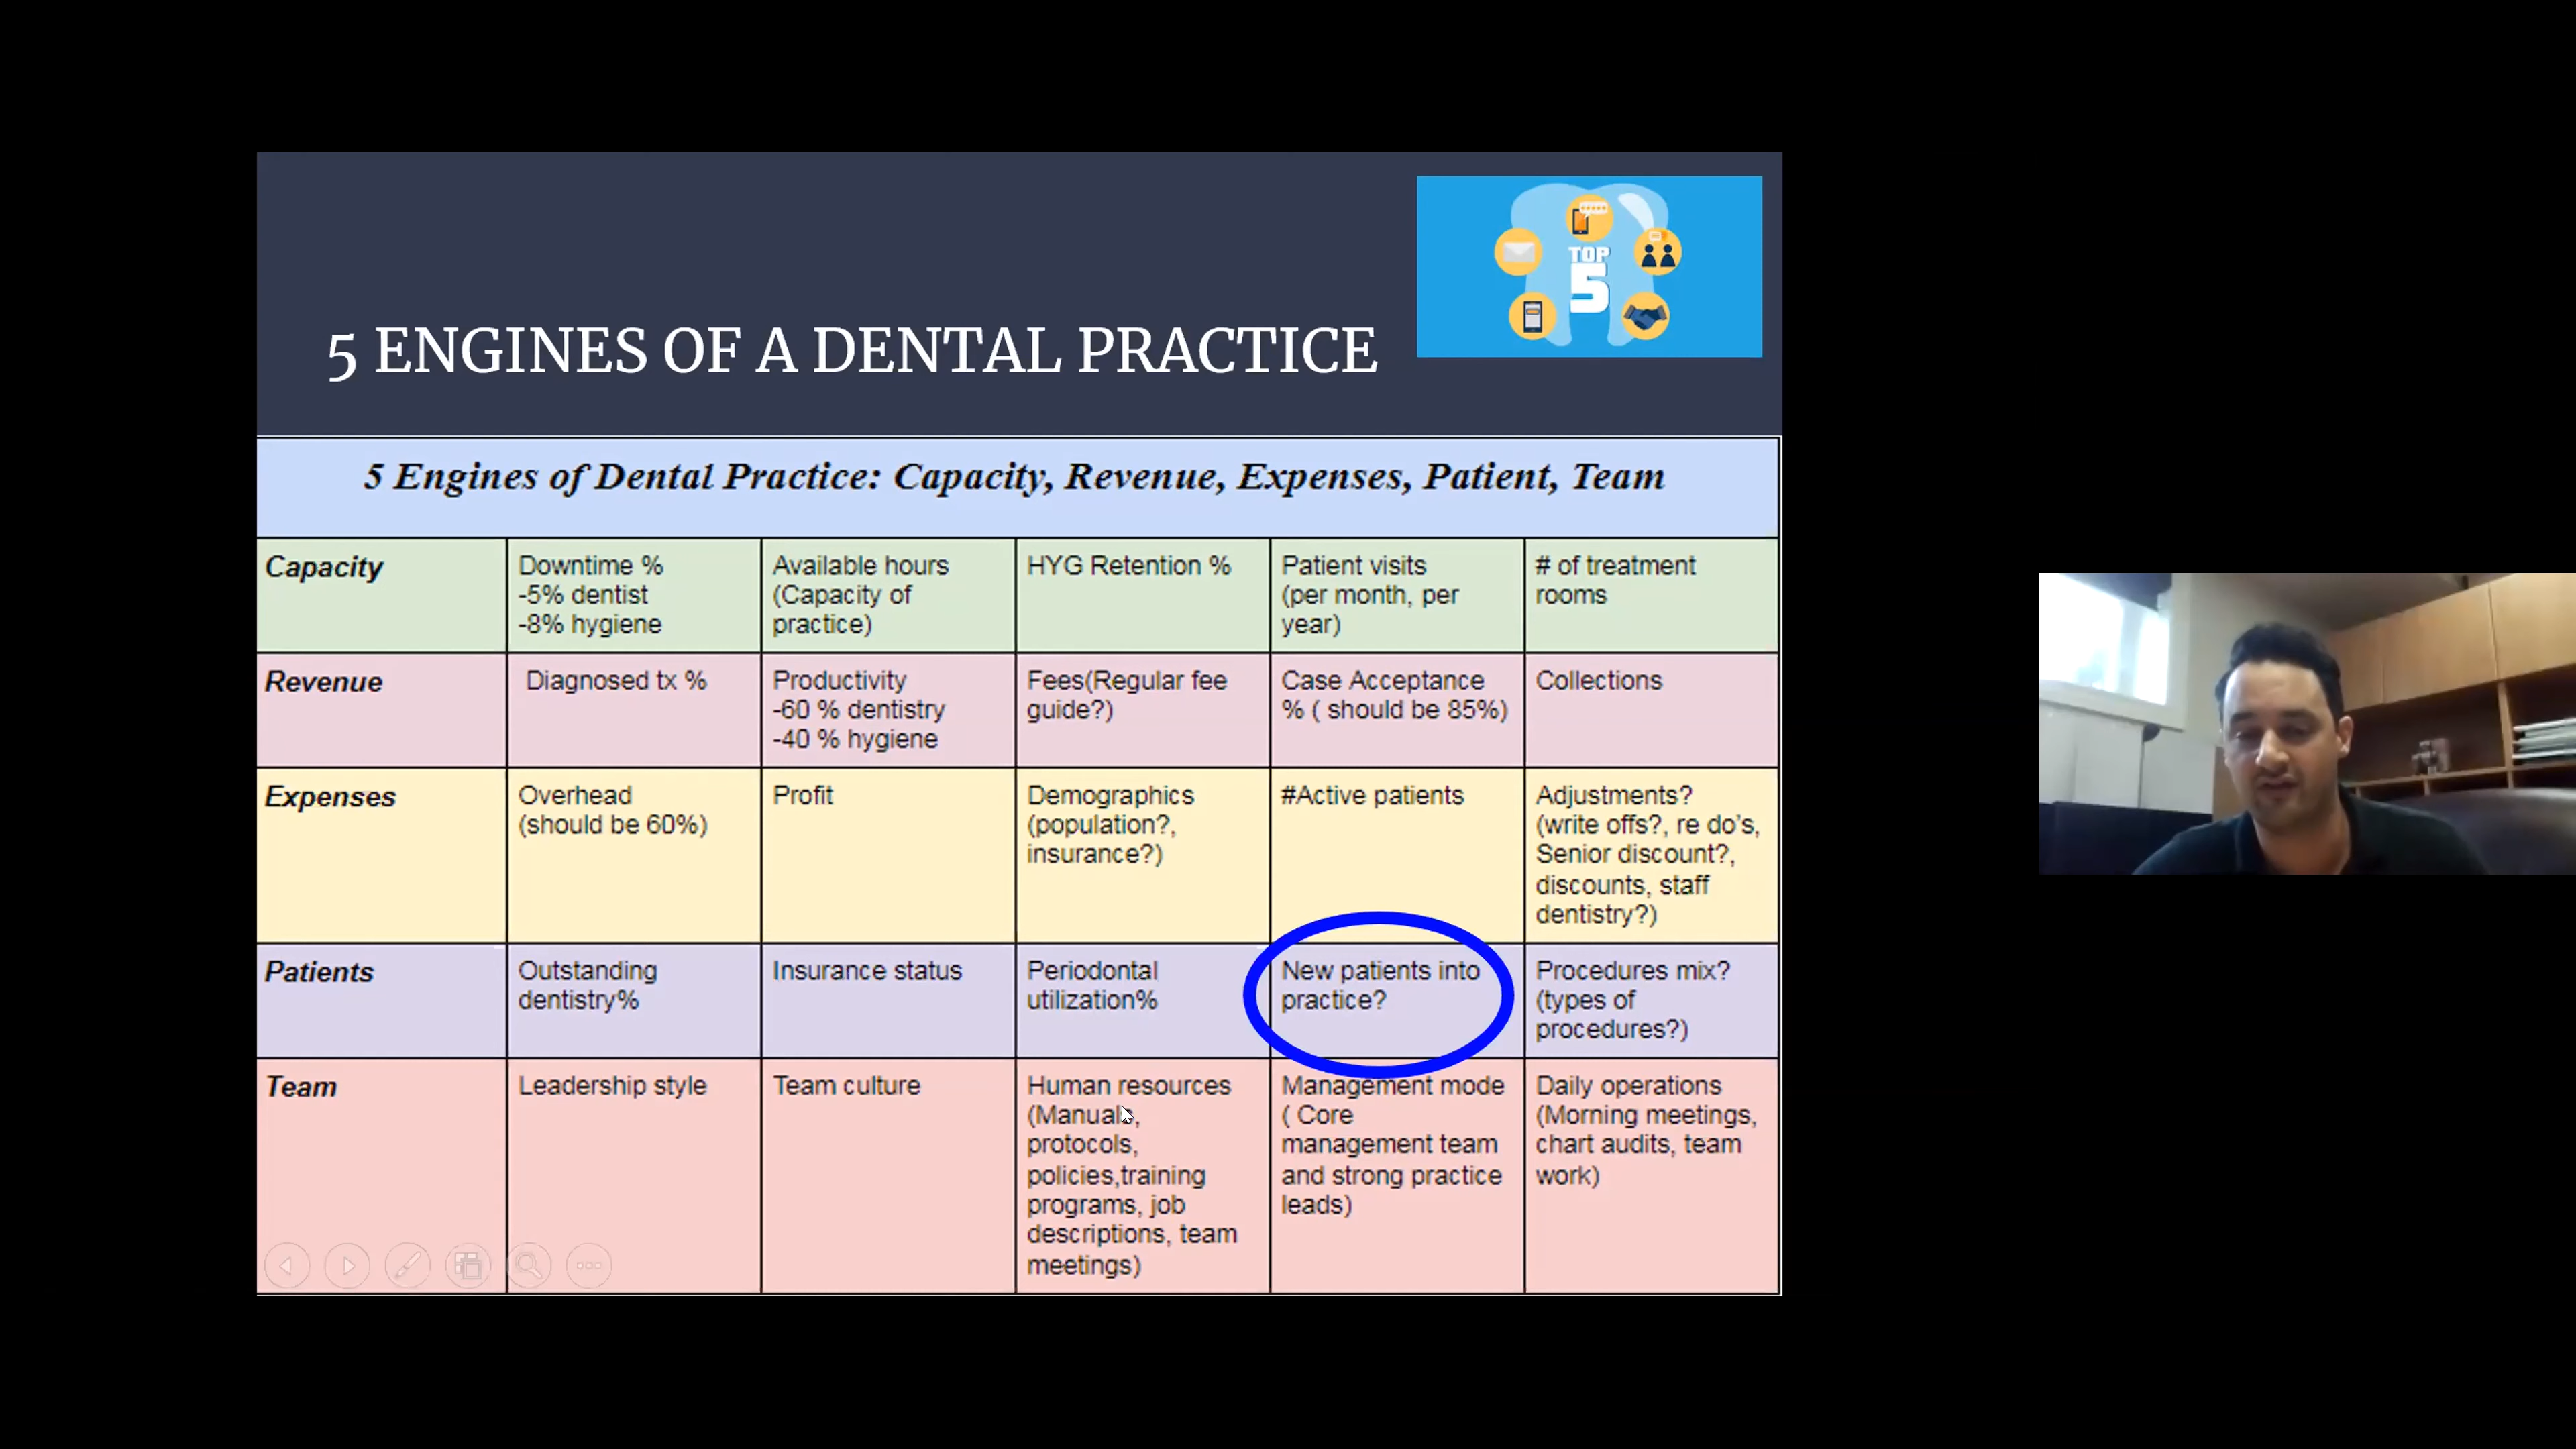 TOP
5
5 ENGINES OF A DENTAL PRACTICE
5 Engines of Dental Practice: Capacity, Revenue, Expenses, Patient, Team
Capacity
Downtime %
-5% dentist
-8% hygiene
Available hours
(Capacity of
practice)
HYG Retention %
Patient visits
(per month, per
year)
# of treatment
rooms
Revenue
Diagnosed tx %
Productivity
-60 % dentistry
-40 % hygiene
Fees(Regular fee
guide?)
Case Acceptance
% ( should be 85%)
Collections
Expenses
Overhead
(should be 60%)
Profit
Demographics
(population?,
insurance?)
#Active patients
Adjustments?
(write offs?, re do's,
Senior discount?,
discounts, staff
dentistry?)
Patients
Outstanding
dentistry%
Insurance status
Periodontal
utilization%
New patients into
practice?
Procedures mix?
(types of
procedures?)
Team
Leadership style
Team culture
Human resources
(Manuals,
protocols,
policies,training
programs, job
descriptions, team
meetings)
Management mode
( Core
management team
and strong practice
leads)
Daily operations
(Morning meetings,
chart audits, team
work)